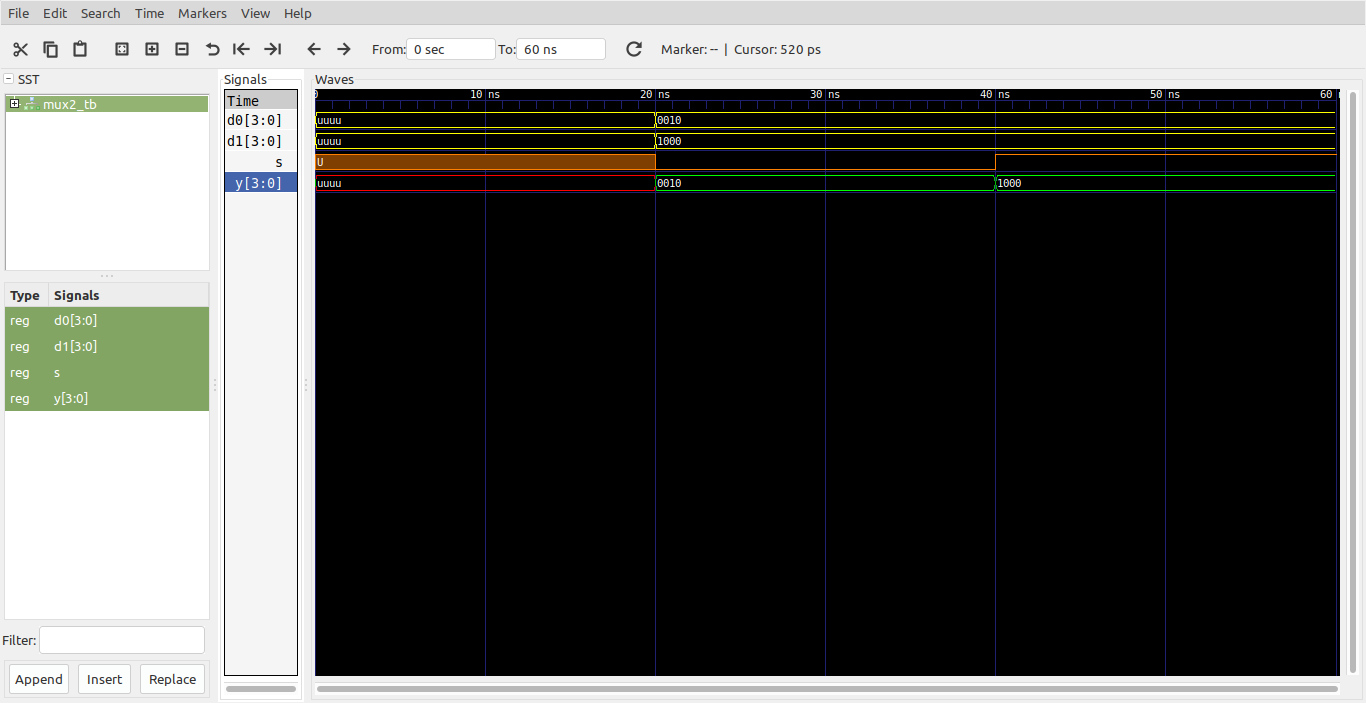 File Edit Search Time Markers View Help
From: 0 sec To: 60 ns Marker: -- | Cursor: 520 ps
SST
mux2_tb
Type Signals
reg d0[3:0]
reg d1[3:0]
reg s
reg y[3:0]
Filter:
Append Insert Replace
Signals
Time
d0[3:0]
d1[3:0]
s
y[3:0]
Waves
0 10 ns 20 ns 30 ns 40 ns 50 ns 60
uuuu 0010
uuuu 1000
U
uuuu 0010 1000